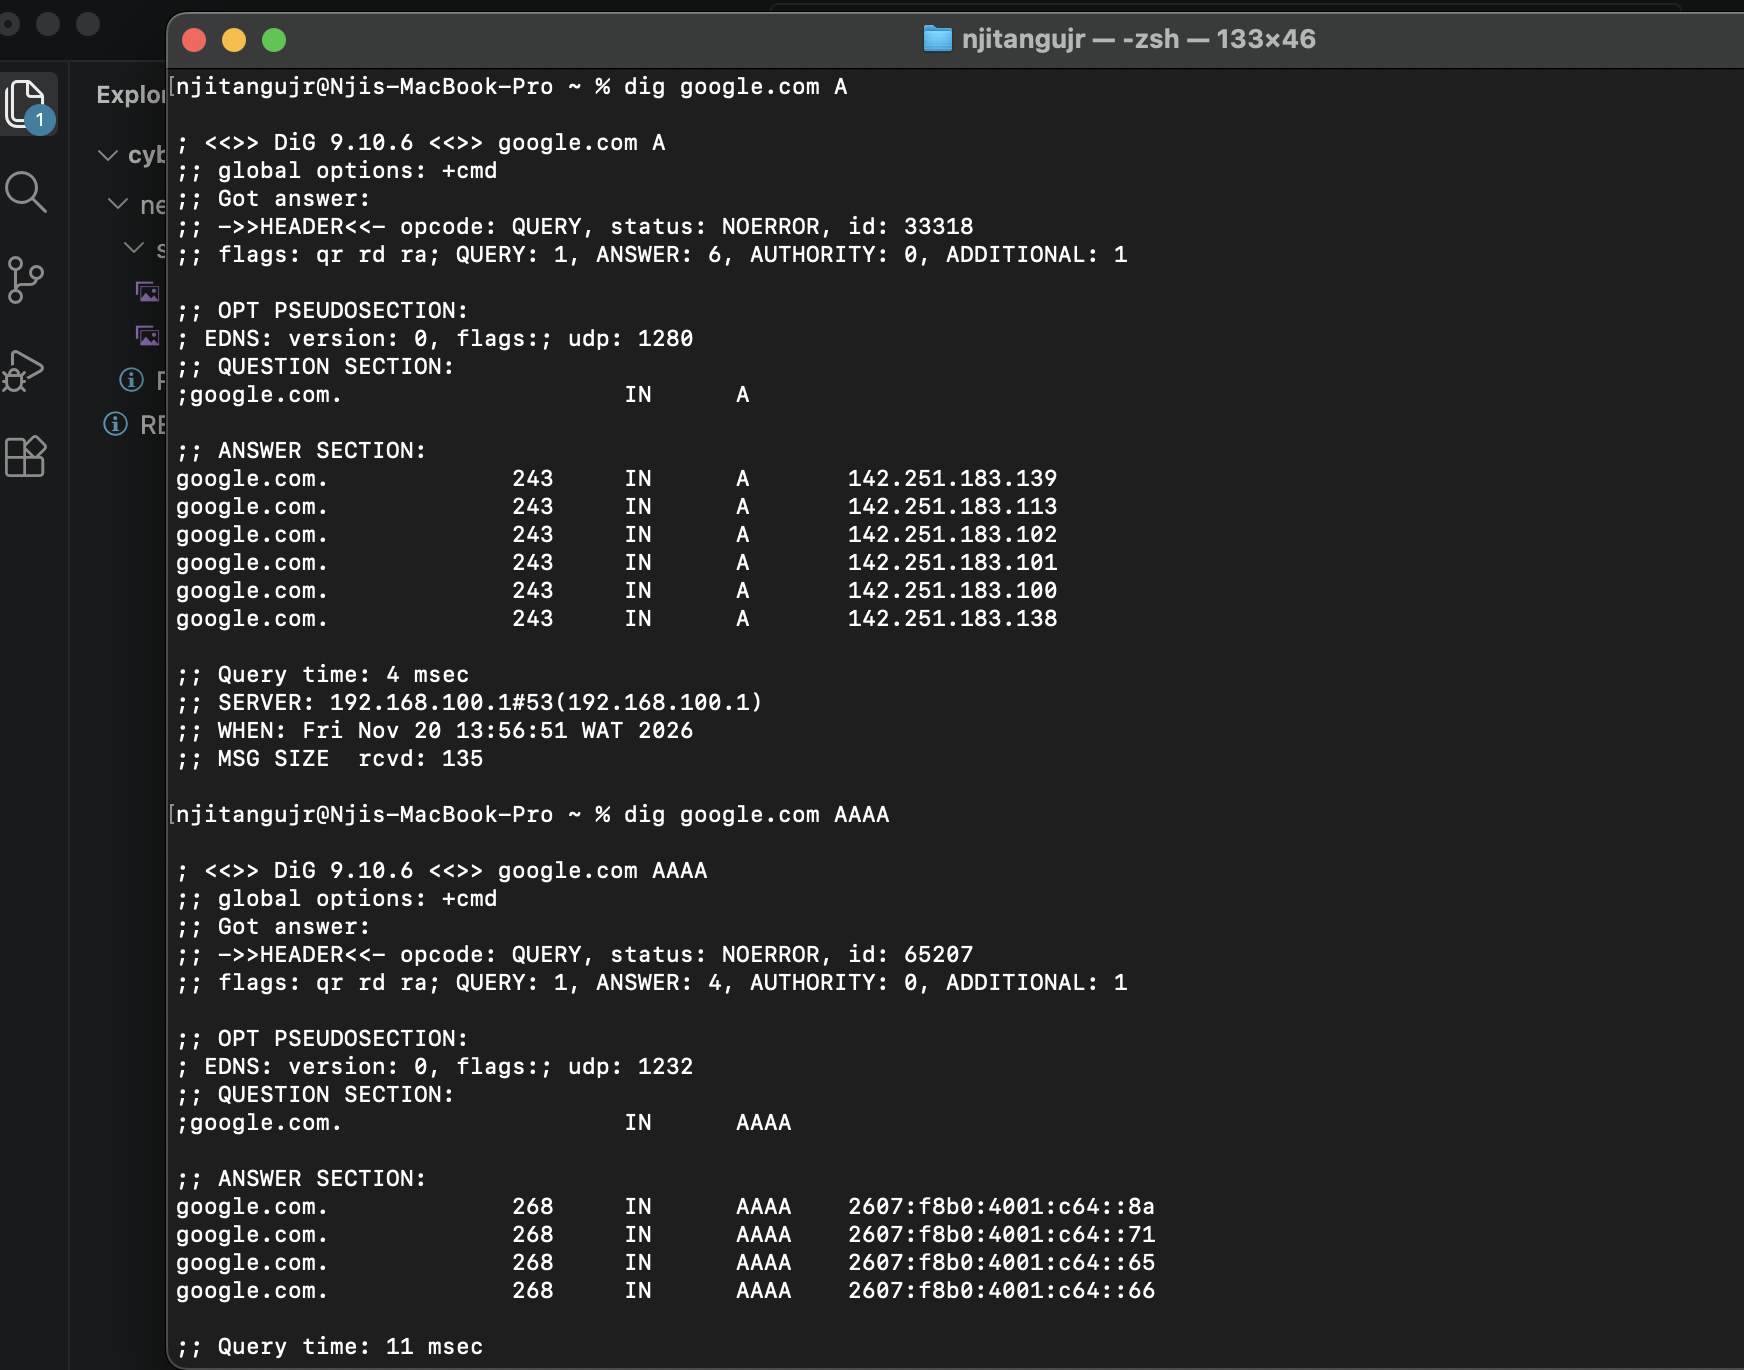 njitangujr — -zsh — 133×46
1
Explor
cyb
ne
s
RE
njitangujr@Njis-MacBook-Pro ~ % dig google.com A
; <<>> DiG 9.10.6 <<>> google.com A
;; global options: +cmd
;; Got answer:
;; ->>HEADER<<- opcode: QUERY, status: NOERROR, id: 33318
;; flags: qr rd ra; QUERY: 1, ANSWER: 6, AUTHORITY: 0, ADDITIONAL: 1
;; OPT PSEUDOSECTION:
; EDNS: version: 0, flags:; udp: 1280
;; QUESTION SECTION:
;google.com. IN A
;; ANSWER SECTION:
google.com. 243 IN A 142.251.183.139
google.com. 243 IN A 142.251.183.113
google.com. 243 IN A 142.251.183.102
google.com. 243 IN A 142.251.183.101
google.com. 243 IN A 142.251.183.100
google.com. 243 IN A 142.251.183.138
;; Query time: 4 msec
;; SERVER: 192.168.100.1#53(192.168.100.1)
;; WHEN: Fri Nov 20 13:56:51 WAT 2026
;; MSG SIZE rcvd: 135
njitangujr@Njis-MacBook-Pro ~ % dig google.com AAAA
; <<>> DiG 9.10.6 <<>> google.com AAAA
;; global options: +cmd
;; Got answer:
;; ->>HEADER<<- opcode: QUERY, status: NOERROR, id: 65207
;; flags: qr rd ra; QUERY: 1, ANSWER: 4, AUTHORITY: 0, ADDITIONAL: 1
;; OPT PSEUDOSECTION:
; EDNS: version: 0, flags:; udp: 1232
;; QUESTION SECTION:
;google.com. IN AAAA
;; ANSWER SECTION:
google.com. 268 IN AAAA 2607:f8b0:4001:c64::8a
google.com. 268 IN AAAA 2607:f8b0:4001:c64::71
google.com. 268 IN AAAA 2607:f8b0:4001:c64::65
google.com. 268 IN AAAA 2607:f8b0:4001:c64::66
;; Query time: 11 msec